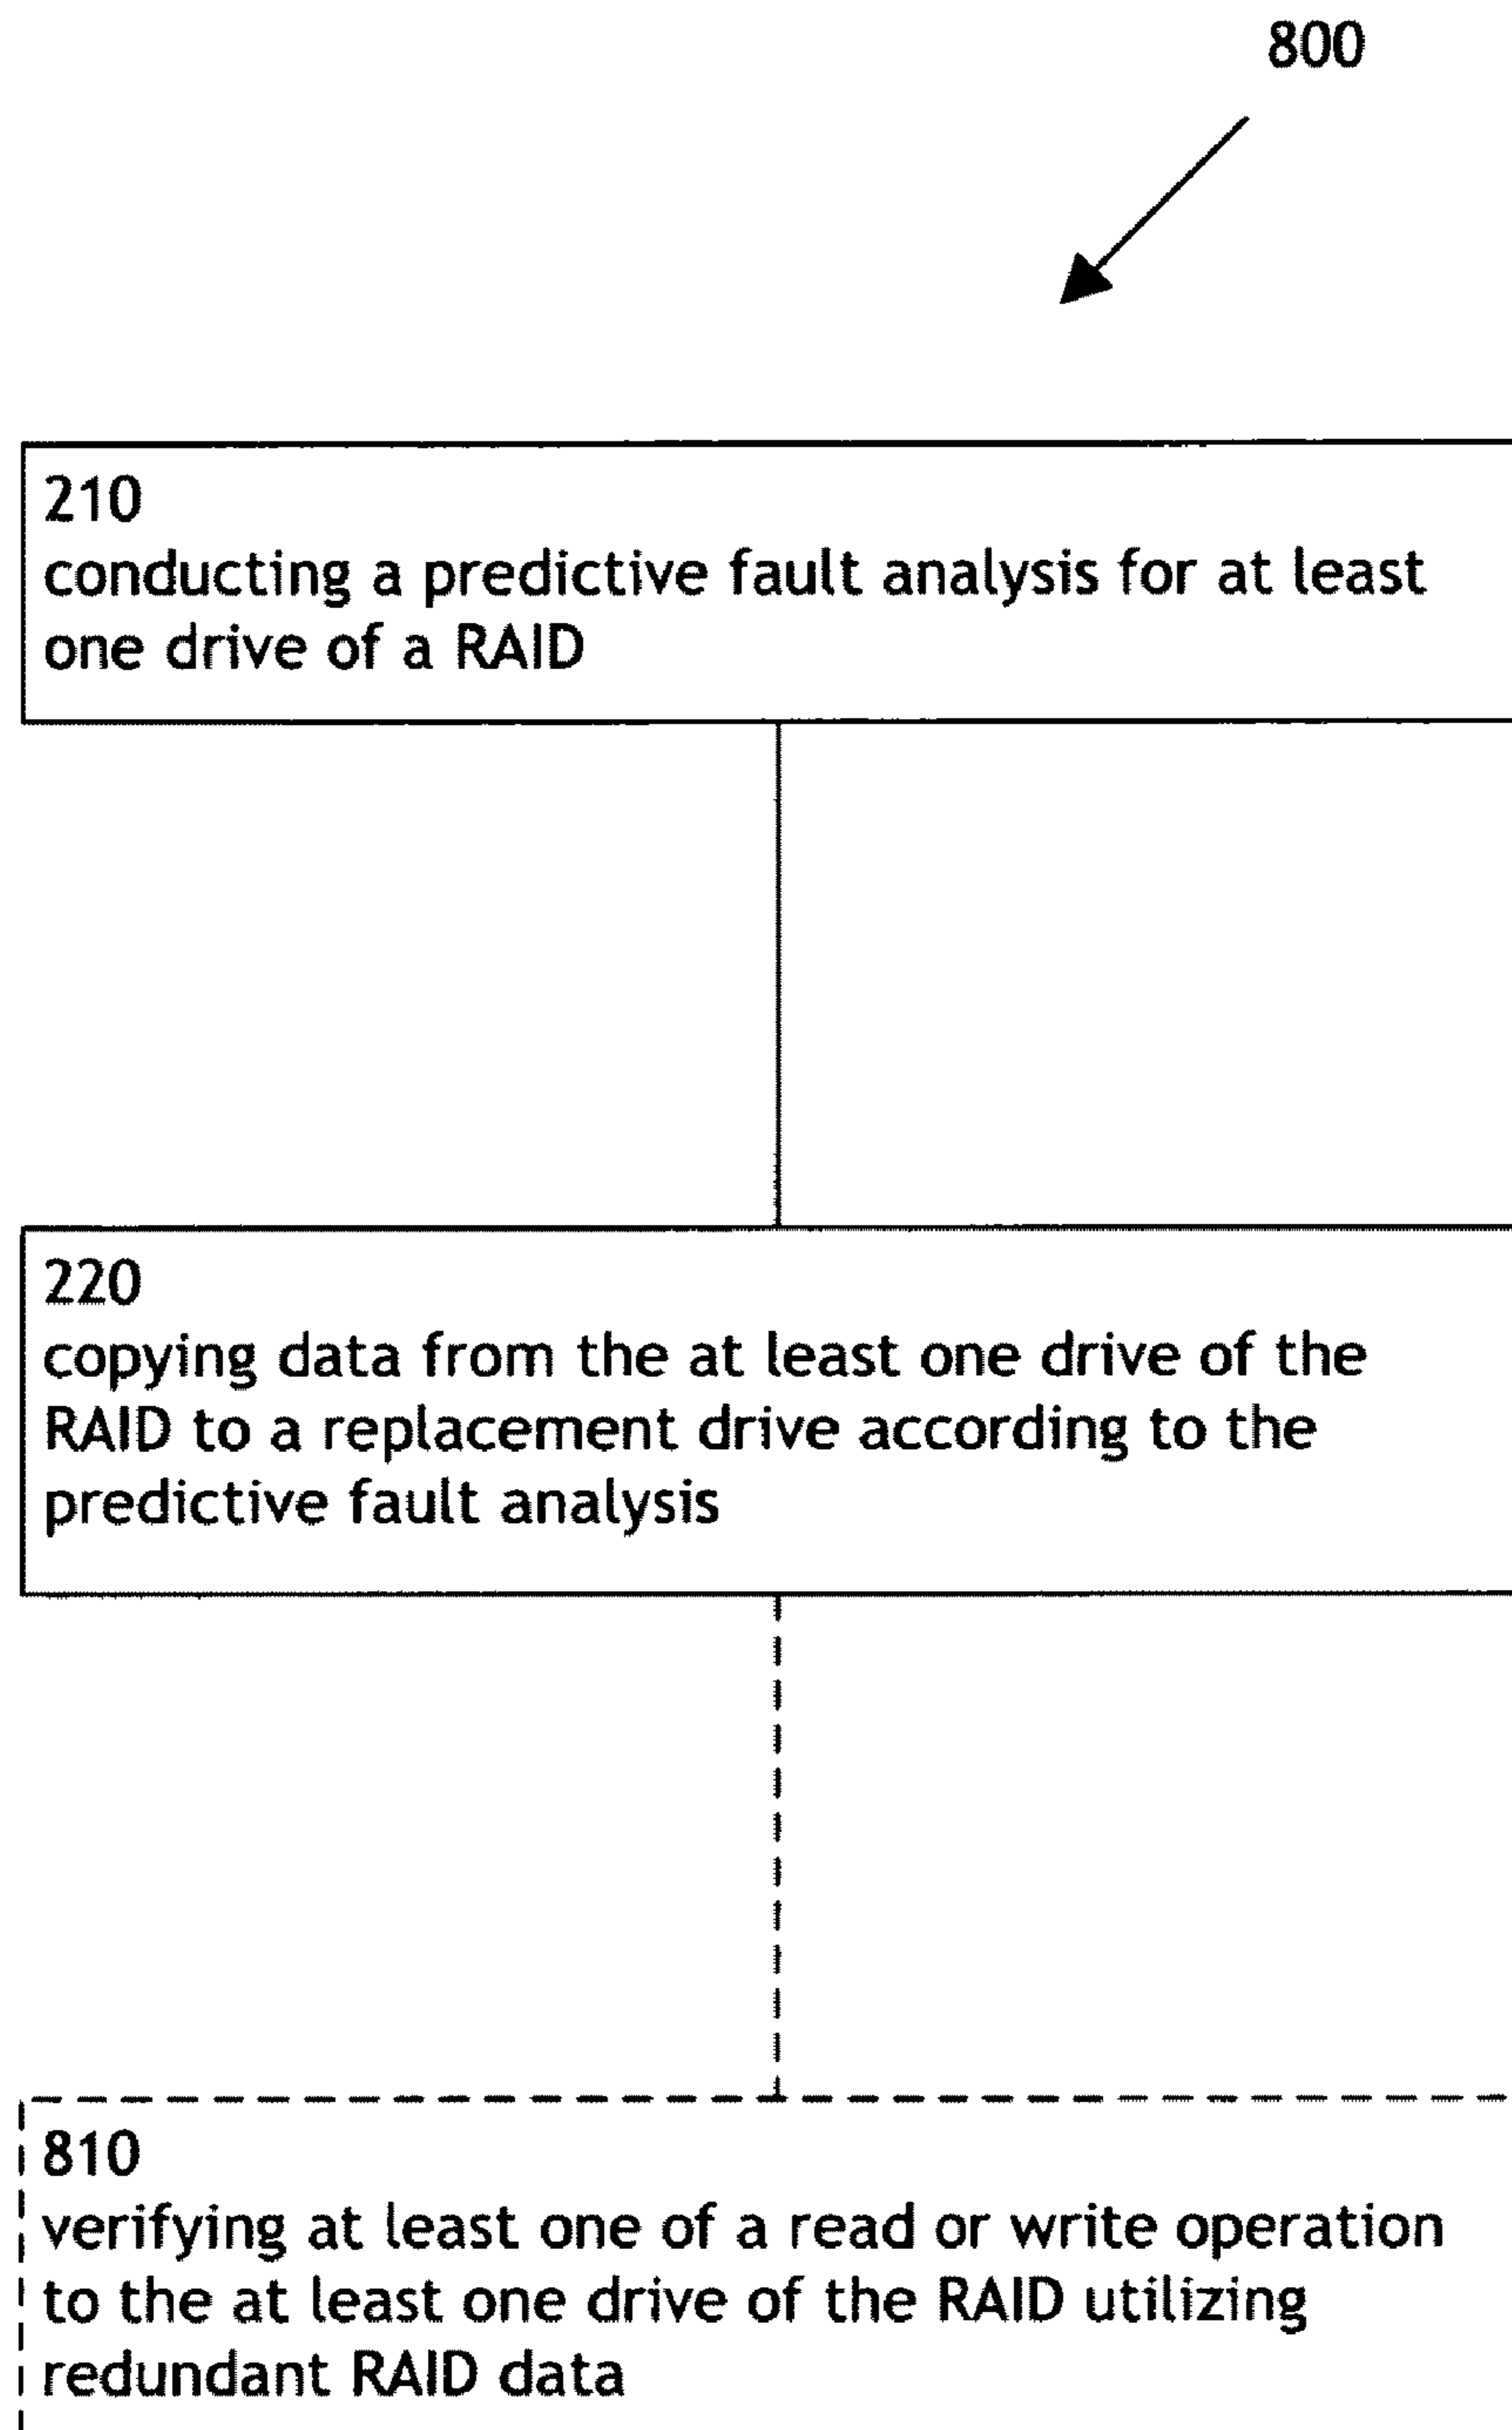 800
210
conducting a predictive fault analysis for at least
one drive of a RAID
220
copying data from the at least one drive of the
RAID to a replacement drive according to the
predictive fault analysis
810
verifying at least one of a read or write operation
to the at least one drive of the RAID utilizing
redundant RAID data